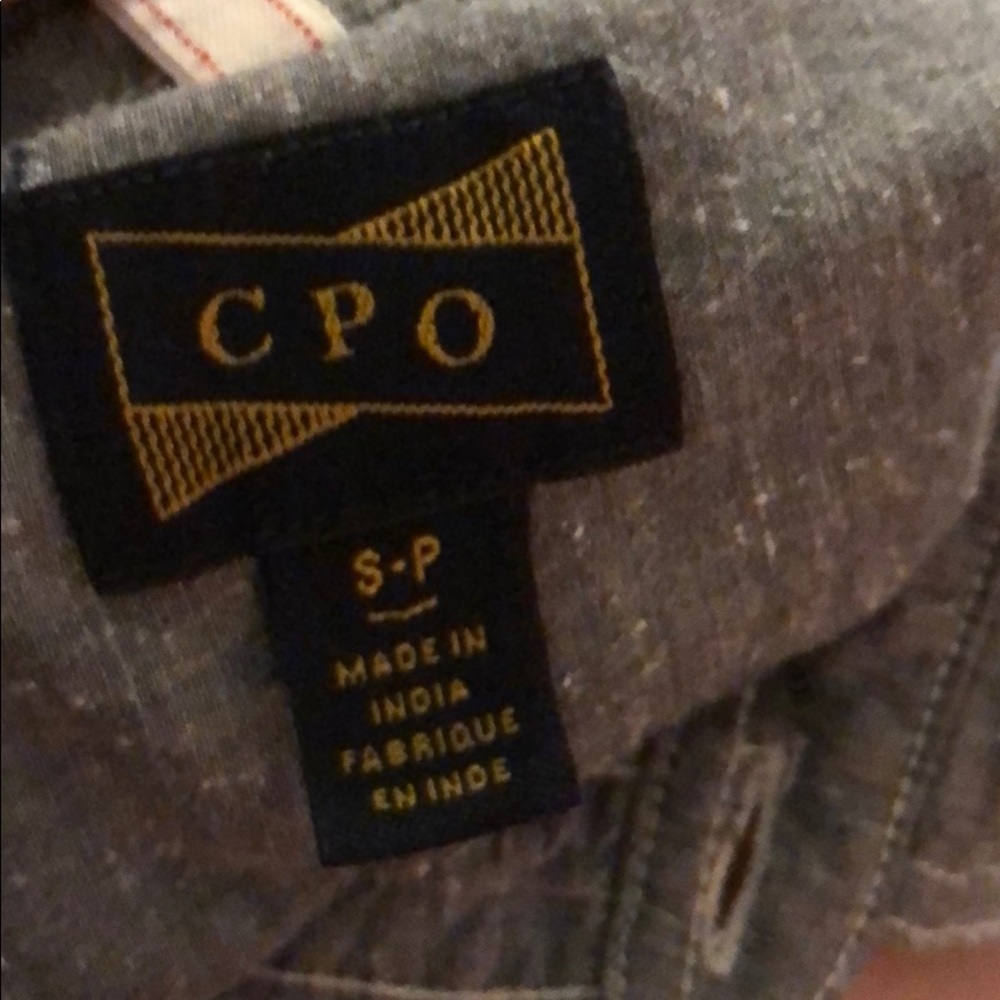 CPO
S-P
MADE IN
INDIA
FABRIQUE
EN INDE